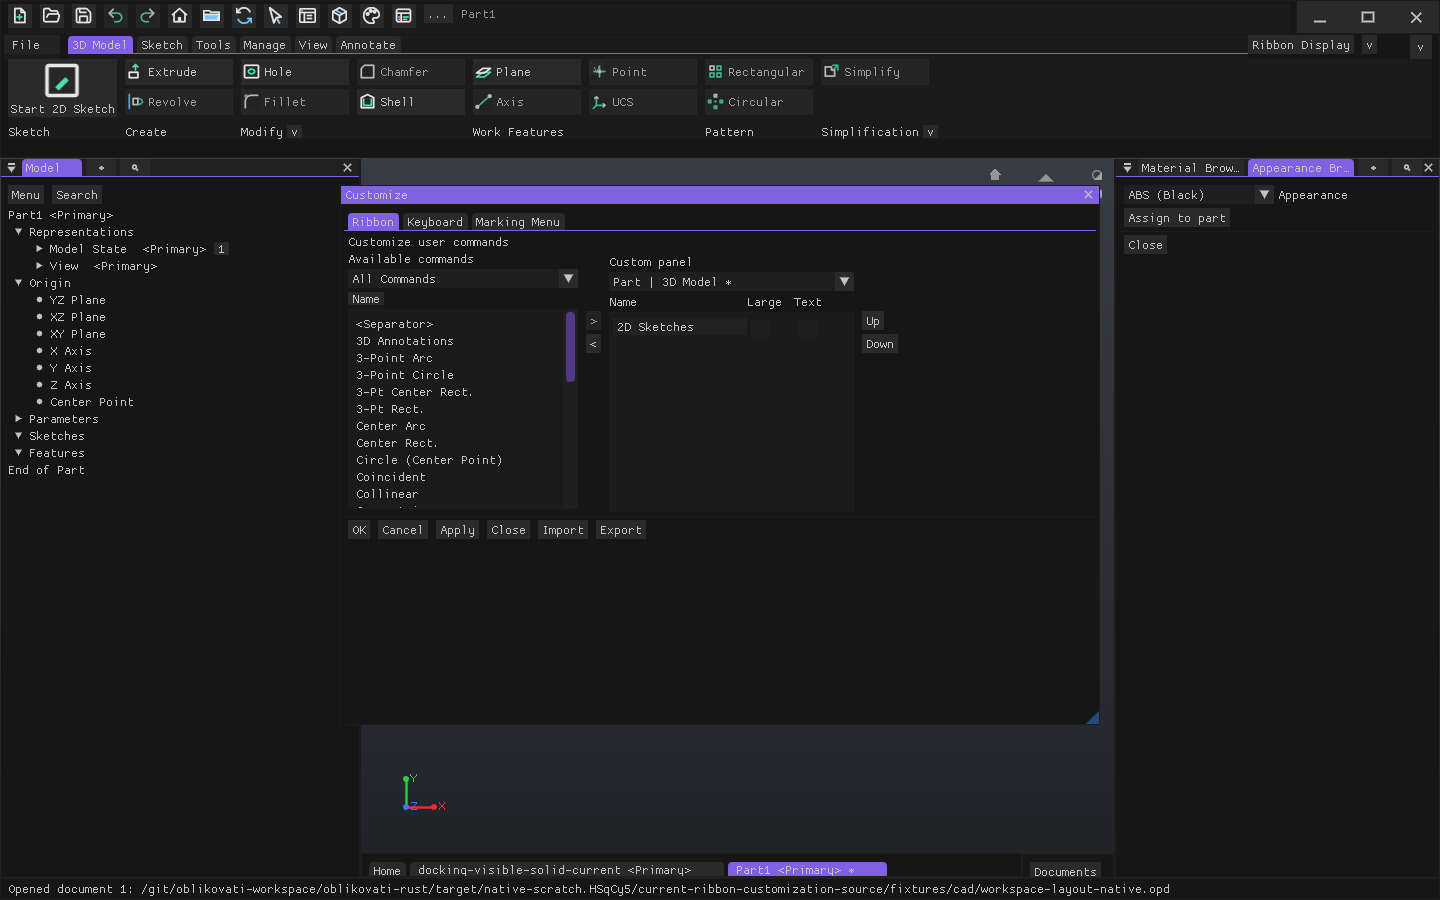 ... Part1
File 3D Model Sketch Tools Manage View Annotate Ribbon Display v v
Start 2D Sketch Extrude Hole Chamfer Plane Point Rectangular Simplify
Revolve Fillet Shell Axis UCS Circular
Sketch Create Modify v Work Features Pattern Simplification v
Model
Menu Search
Part1 <Primary>
Representations
Model State <Primary> 1
View <Primary>
Origin
YZ Plane
XZ Plane
XY Plane
X Axis
Y Axis
Z Axis
Center Point
Parameters
Sketches
Features
End of Part
Customize
Ribbon Keyboard Marking Menu
Customize user commands
Available commands
All Commands
Name
<Separator>
3D Annotations
3-Point Arc
3-Point Circle
3-Pt Center Rect.
3-Pt Rect.
Center Arc
Center Rect.
Circle (Center Point)
Coincident
Collinear
>
<
Custom panel
Part | 3D Model *
Name Large Text
2D Sketches
Up
Down
OK Cancel Apply Close Import Export
Material Brow… Appearance Br…
ABS (Black) Appearance
Assign to part
Close
Y
Z X
Home docking-visible-solid-current <Primary> Part1 <Primary> * Documents
Opened document 1: /git/oblikovati-workspace/oblikovati-rust/target/native-scratch.HSqCy5/current-ribbon-customization-source/fixtures/cad/workspace-layout-native.opd